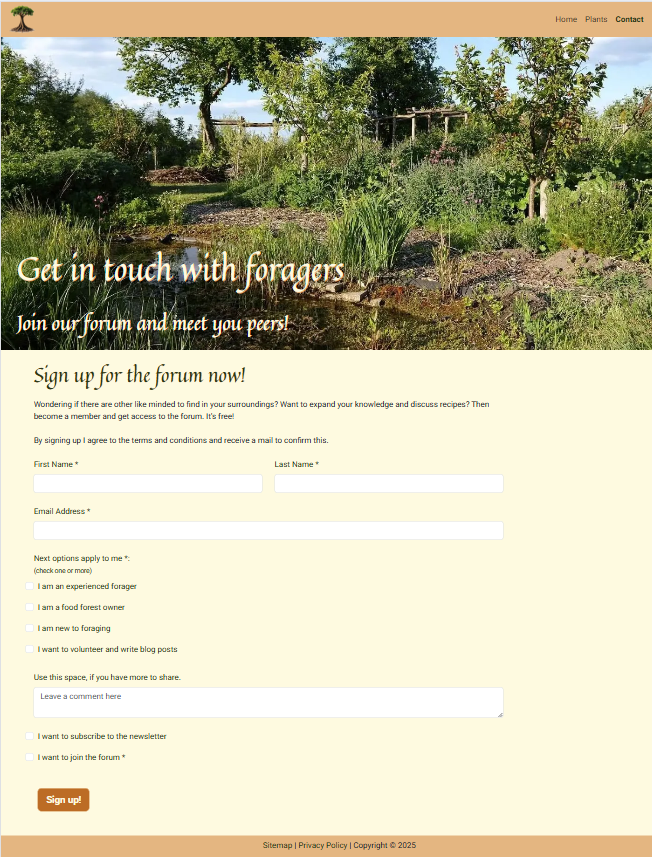 Home Plants Contact
Get in touch with foragers
Join our forum and meet you peers!
Sign up for the forum now!
Wondering if there are other like minded to find in your surroundings? Want to expand your knowledge and discuss recipes? Then
become a member and get access to the forum. It's free!
By signing up I agree to the terms and conditions and receive a mail to confirm this.
First Name * Last Name *
Email Address *
Next options apply to me *:
(check one or more)
I am an experienced forager
I am a food forest owner
I am new to foraging
I want to volunteer and write blog posts
Use this space, if you have more to share.
Leave a comment here
I want to subscribe to the newsletter
I want to join the forum *
Sign up!
Sitemap | Privacy Policy | Copyright © 2025